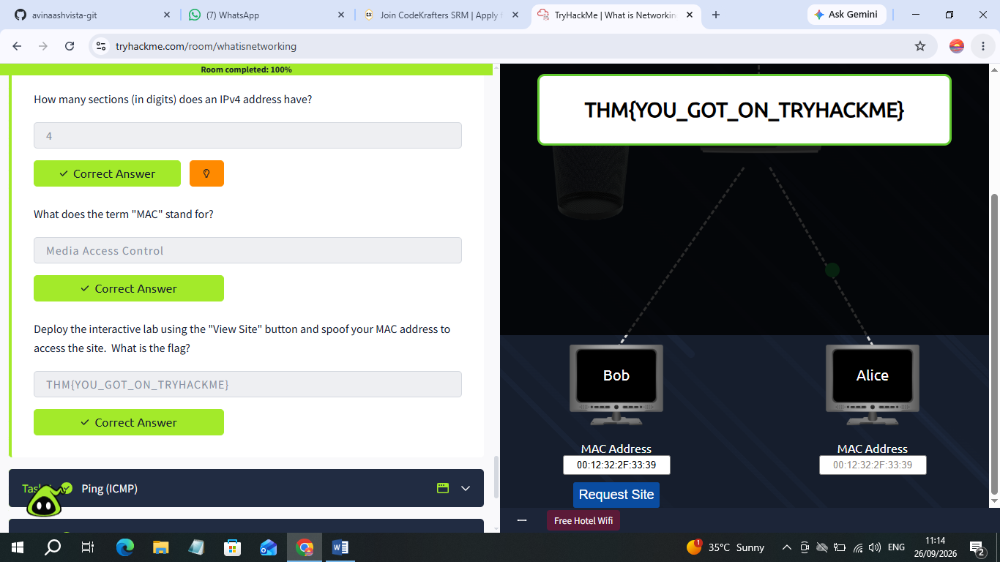 avinaashvista-git
(7) WhatsApp
Join CodeKrafters SRM | Apply
TryHackMe | What is Networkin
Ask Gemini
tryhackme.com/room/whatisnetworking
Room completed: 100%
How many sections (in digits) does an IPv4 address have?
4
Correct Answer
What does the term "MAC" stand for?
Media Access Control
Correct Answer
Deploy the interactive lab using the "View Site" button and spoof your MAC address to
access the site. What is the flag?
THM{YOU_GOT_ON_TRYHACKME}
Correct Answer
Ping (ICMP)
THM{YOU_GOT_ON_TRYHACKME}
Bob
Alice
MAC Address
MAC Address
00:12:32:2F:33:39
00:12:32:2F:33:39
Request Site
Free Hotel Wifi
1
35°C Sunny
ENG
11:14
26/09/2026
2